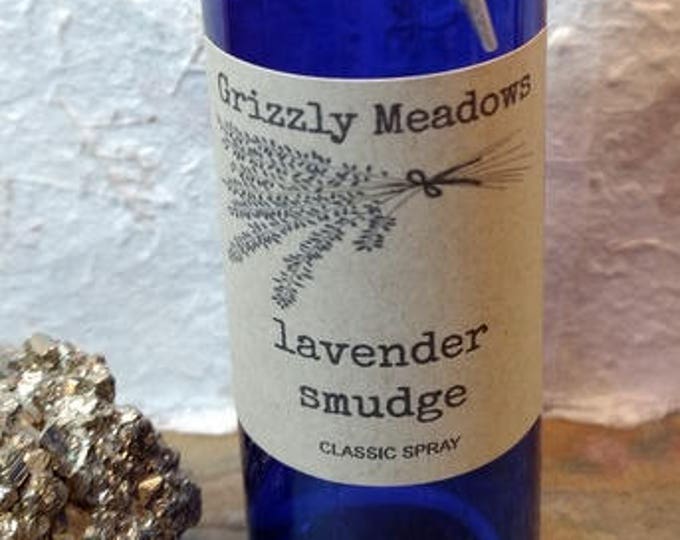 Grizzly Meadows
lavender
smudge
CLASSIC SPRAY